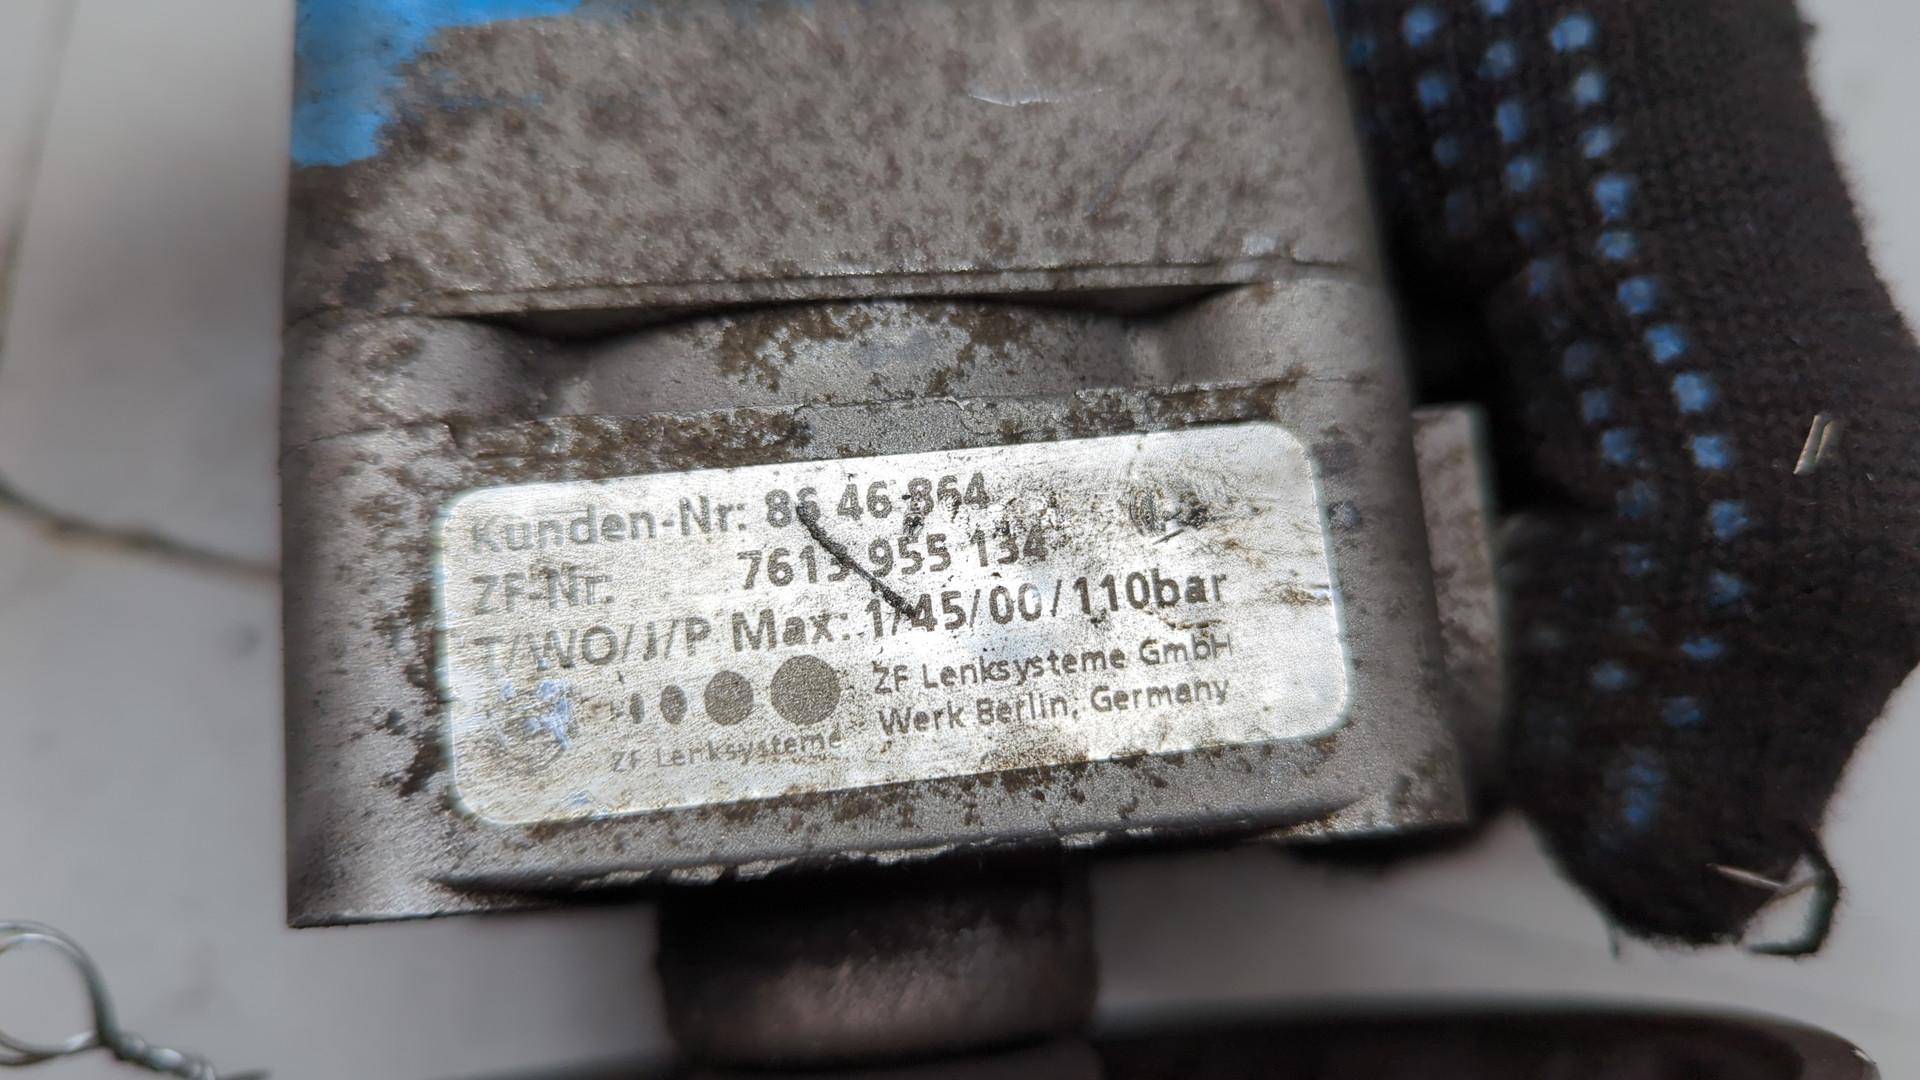 Kunden-Nr: 86 46 864
ZF-Nr: 7613 955 134
T/WO/J/P Max: 1/45/00/110bar
ZF Lenksysteme GmbH
Werk Berlin, Germany
ZF Lenksysteme